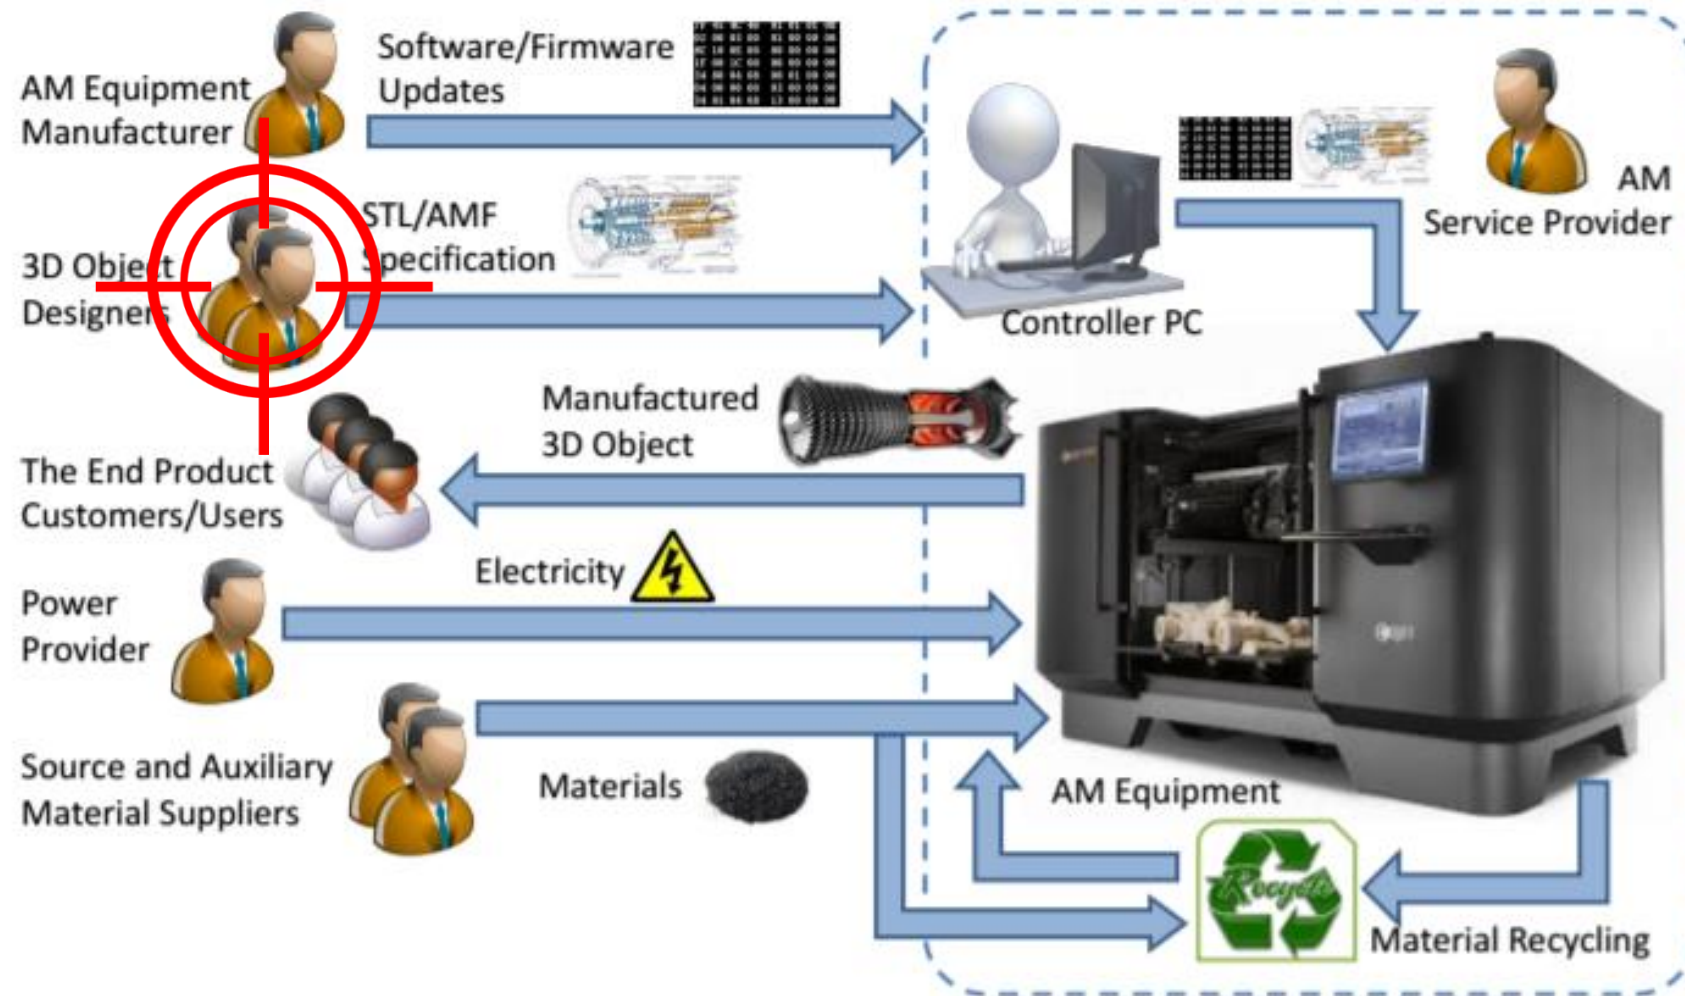 AM Equipment
Manufacturer
Software/Firmware
Updates
3D Object
Designers
STL/AMF
Specification
Controller PC
AM
Service Provider
Manufactured
3D Object
The End Product
Customers/Users
Electricity
Power
Provider
Source and Auxiliary
Material Suppliers
Materials
AM Equipment
Recycle
Material Recycling